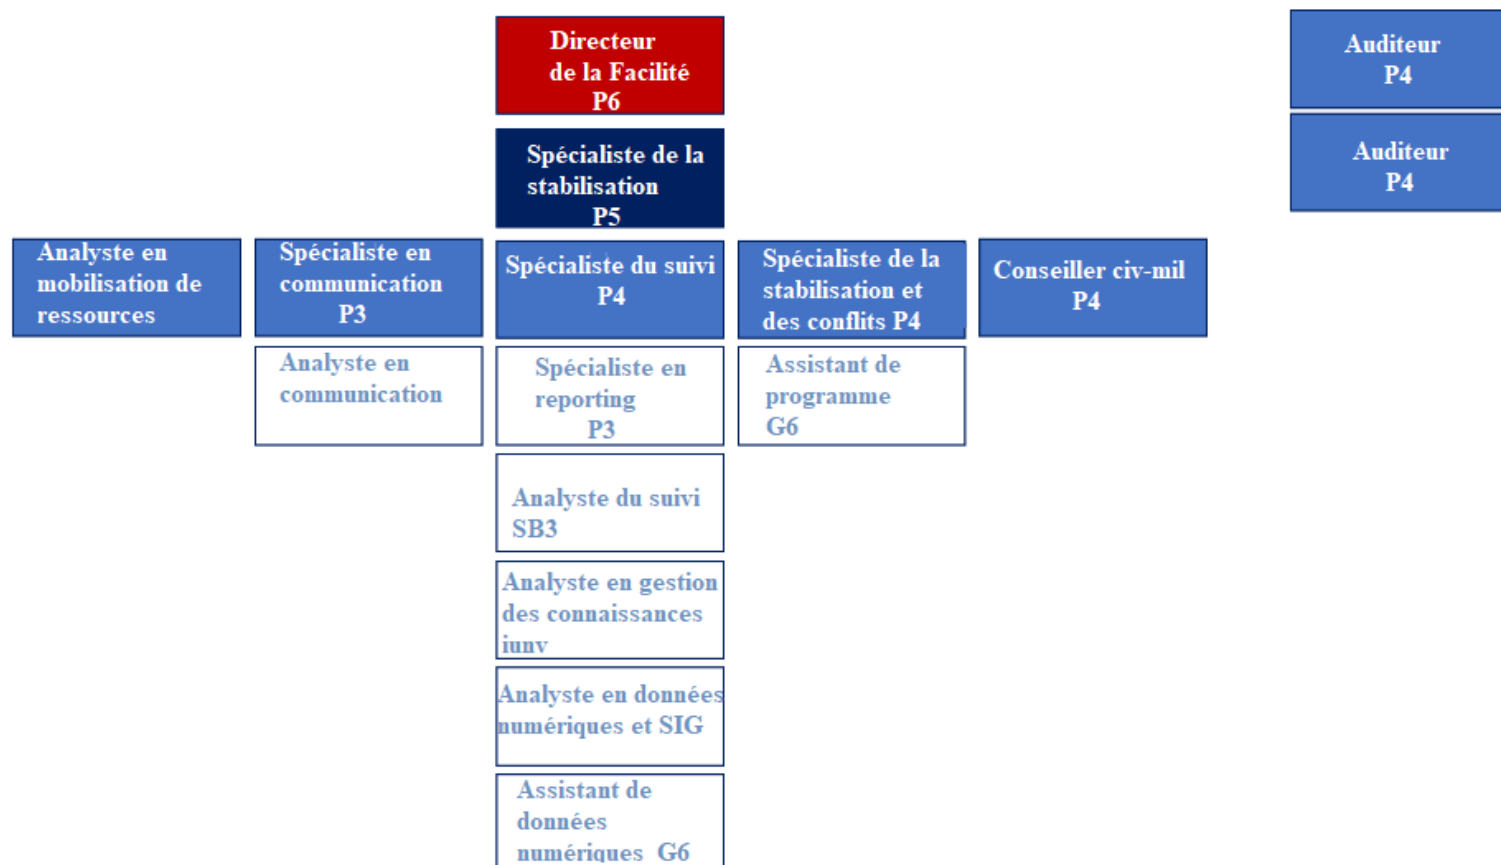 Directeur
de la Facilité
P6
Auditeur
P4
Spécialiste de la
stabilisation
P5
Auditeur
P4
Analyste en
mobilisation de
ressources
Spécialiste en
communication
P3
Spécialiste du suivi
P4
Spécialiste de la
stabilisation et
des conflits P4
Conseiller civ-mil
P4
Analyste en
communication
Spécialiste en
reporting
P3
Assistant de
programme
G6
Analyste du suivi
SB3
Analyste en gestion
des connaissances
iunv
Analyste en données
numériques et SIG
Assistant de
données
numériques G6